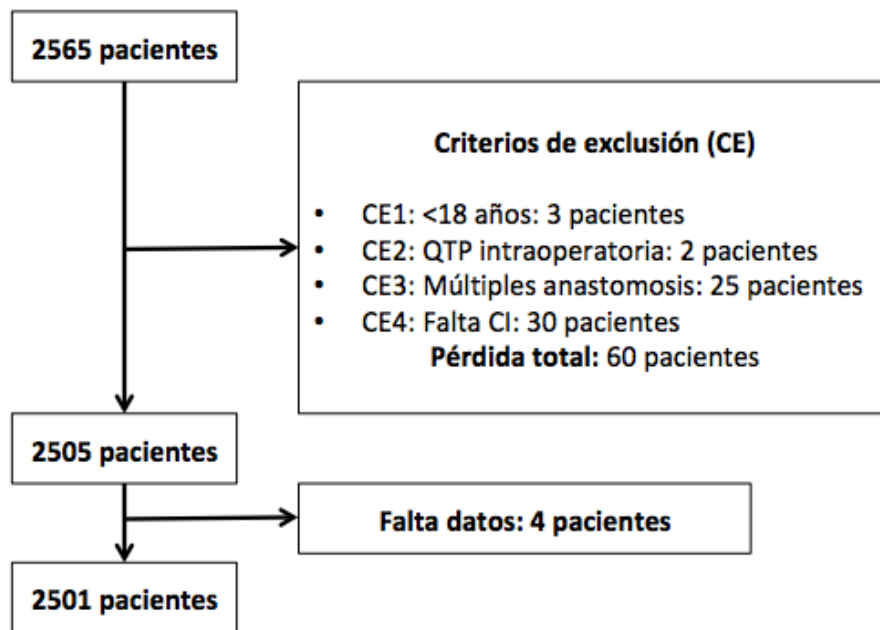 2565 pacientes
Criterios de exclusión (CE)
• CE1: <18 años: 3 pacientes
• CE2: QTP intraoperatoria: 2 pacientes
• CE3: Múltiples anastomosis: 25 pacientes
• CE4: Falta CI: 30 pacientes
Pérdida total: 60 pacientes
2505 pacientes
Falta datos: 4 pacientes
2501 pacientes